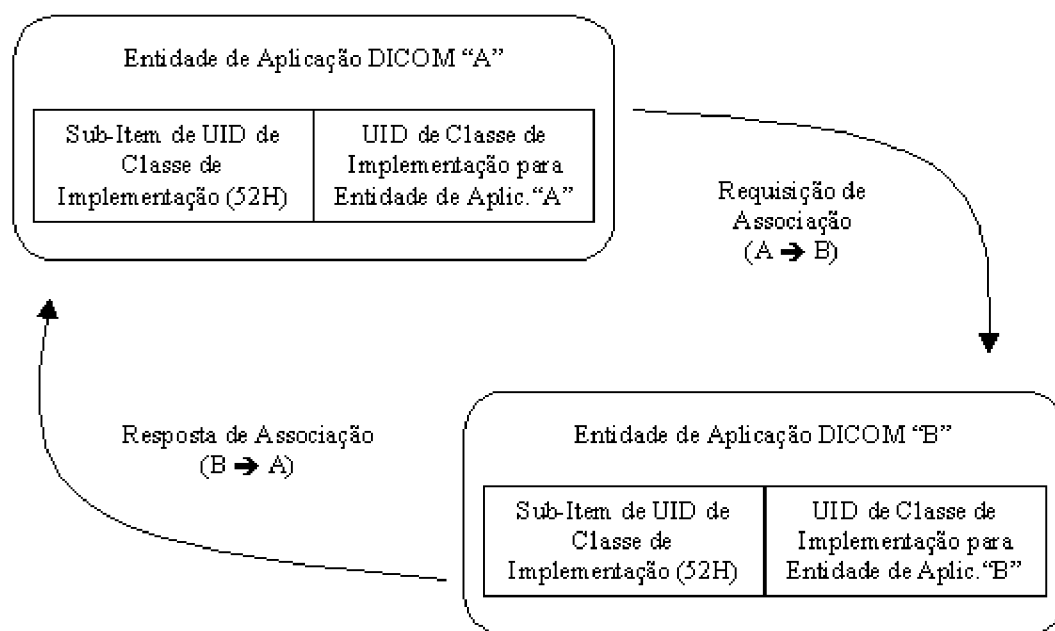 Entidade de Aplicação DICOM “A”
Sub-Item de UID de
Classe de
Implementação (52H)
UID de Classe de
Implementação para
Entidade de Aplic.“A”
Requisição de
Associação
(A ➔ B)
Resposta de Associação
(B ➔ A)
Entidade de Aplicação DICOM “B”
Sub-Item de UID de
Classe de
Implementação (52H)
UID de Classe de
Implementação para
Entidade de Aplic.“B”